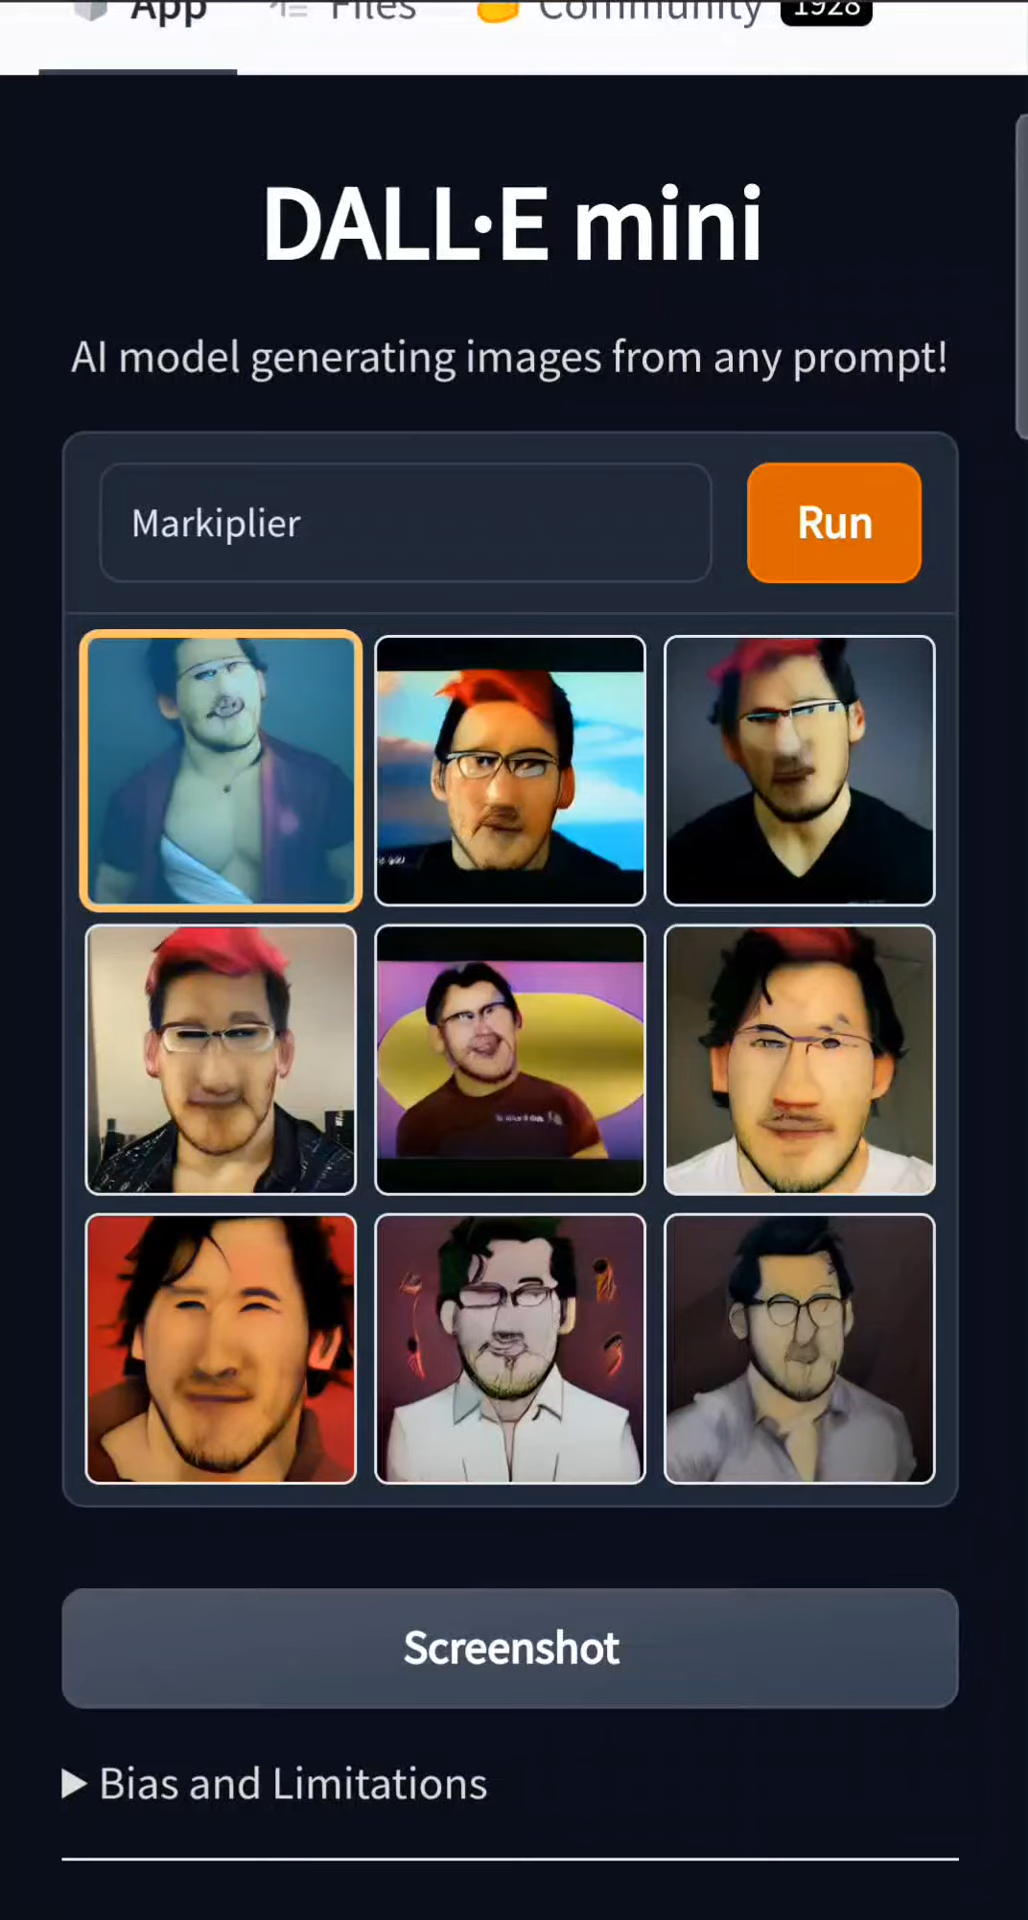 App Files Community 1928
DALL·E mini
AI model generating images from any prompt!
Markiplier
Run
Screenshot
▶ Bias and Limitations